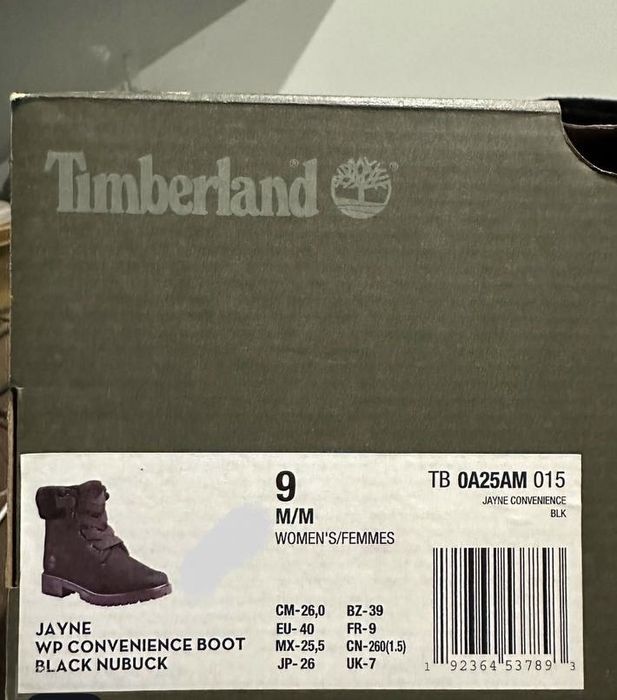 Timberland®
9
M/M
WOMEN'S/FEMMES
TB 0A25AM 015
JAYNE CONVENIENCE
BLK
JAYNE
WP CONVENIENCE BOOT
BLACK NUBUCK
CM-26,0 BZ-39
EU-40 FR-9
MX-25,5 CN-260(1.5)
JP-26 UK-7
1 92364 53789 3